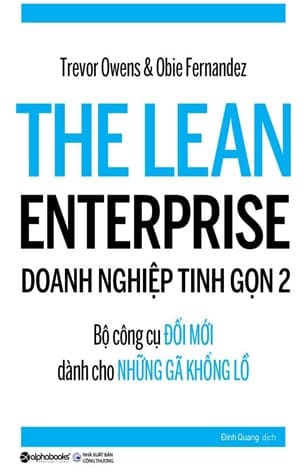 Trevor Owens & Obie Fernandez
THE LEAN
ENTERPRISE
DOANH NGHIỆP TINH GỌN 2
Bộ công cụ ĐỔI MỚI
dành cho NHỮNG GÃ KHỔNG LỒ
alphabooks
NHÀ XUẤT BẢN
CÔNG THƯƠNG
Đinh Quang dịch